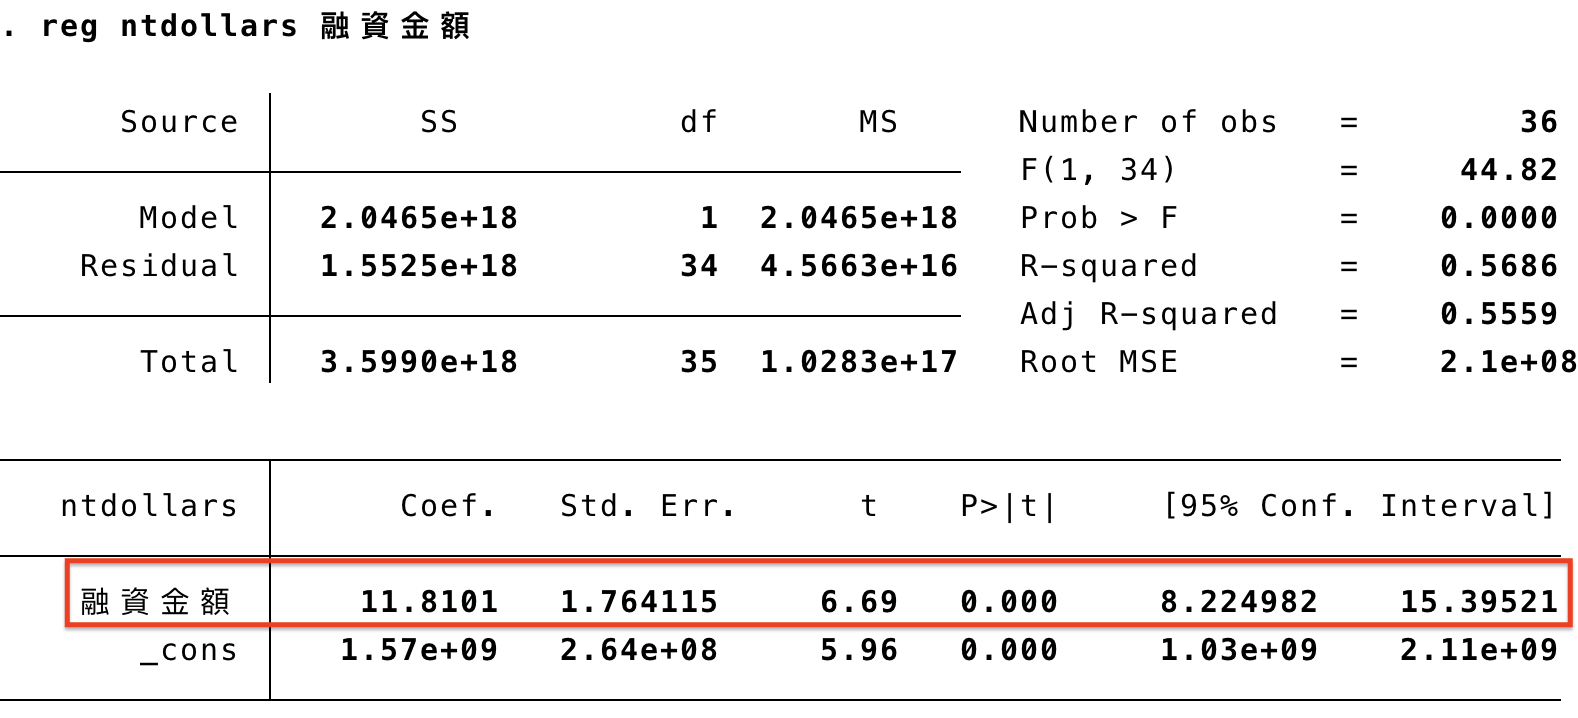 . reg ntdollars 融資金額
Source | SS df MS Number of obs = 36
F(1, 34) = 44.82
Model | 2.0465e+18 1 2.0465e+18 Prob > F = 0.0000
Residual | 1.5525e+18 34 4.5663e+16 R-squared = 0.5686
Adj R-squared = 0.5559
Total | 3.5990e+18 35 1.0283e+17 Root MSE = 2.1e+08
ntdollars | Coef. Std. Err. t P>|t| [95% Conf. Interval]
融資金額 | 11.8101 1.764115 6.69 0.000 8.224982 15.39521
_cons | 1.57e+09 2.64e+08 5.96 0.000 1.03e+09 2.11e+09